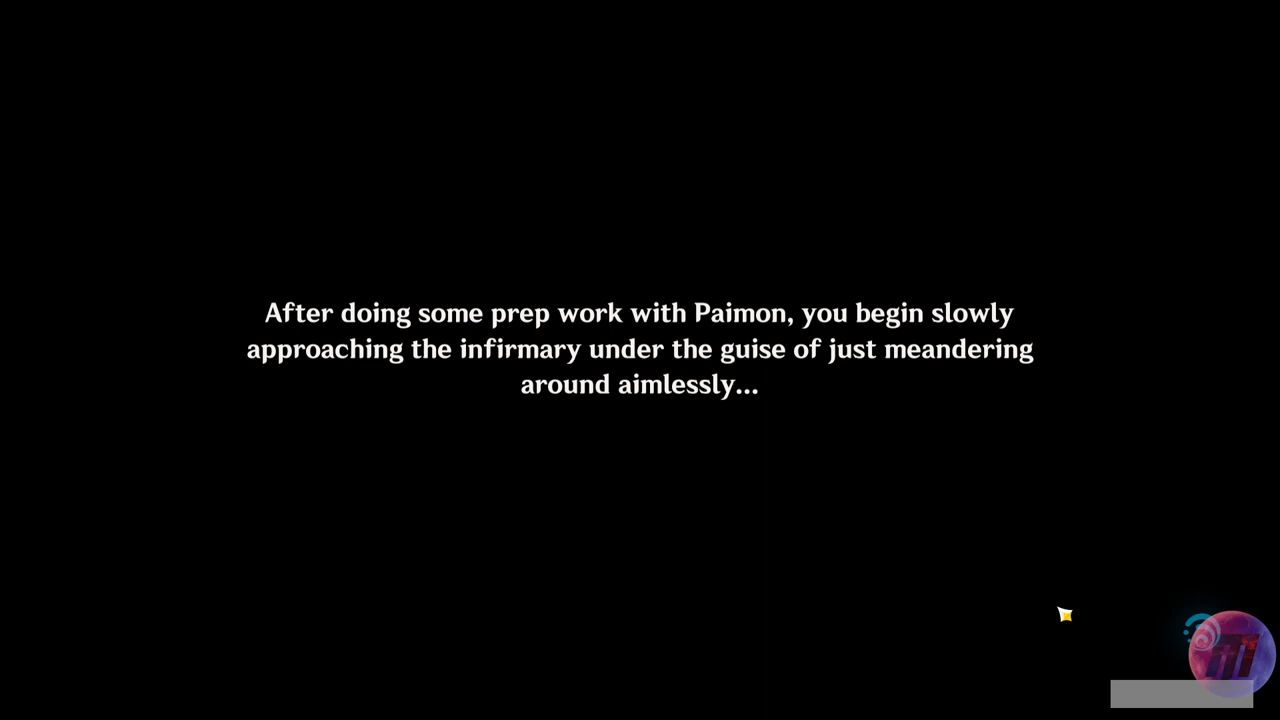 After doing some prep work with Paimon, you begin slowly
approaching the infirmary under the guise of just meandering
around aimlessly...